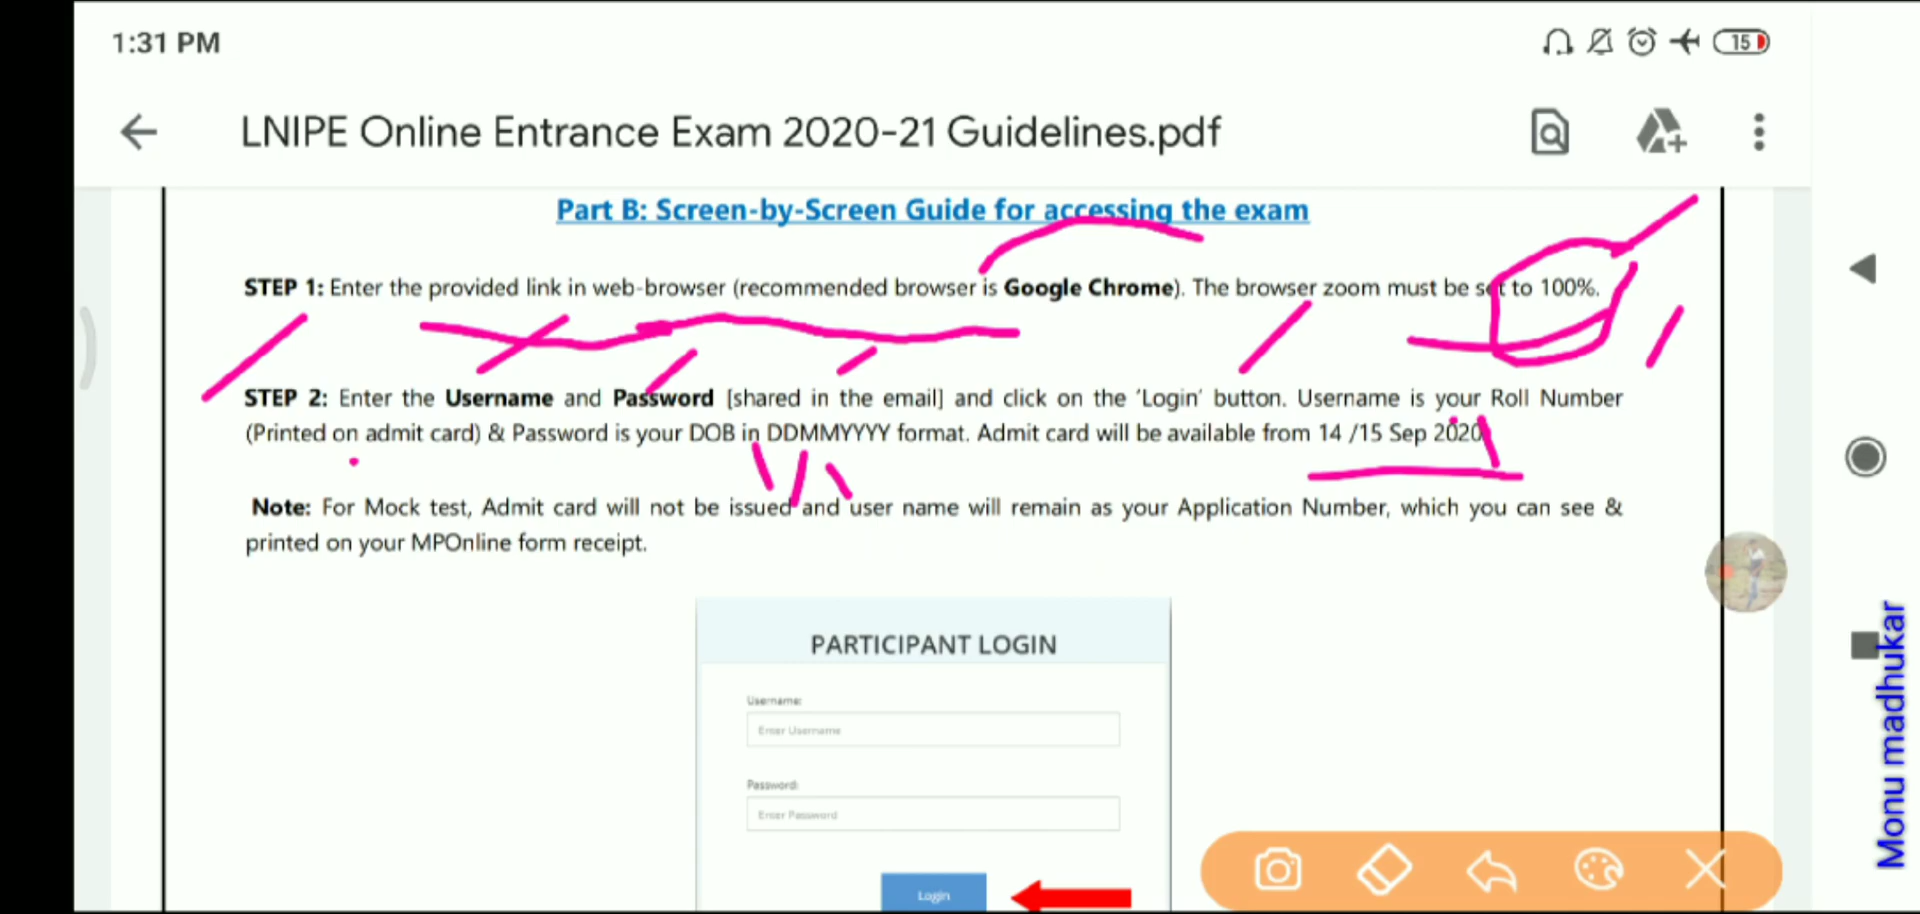 1:31 PM
15
LNIPE Online Entrance Exam 2020-21 Guidelines.pdf
Part B: Screen-by-Screen Guide for accessing the exam
STEP 1: Enter the provided link in web-browser (recommended browser is Google Chrome). The browser zoom must be set to 100%.
STEP 2: Enter the Username and Password [shared in the email] and click on the ‘Login’ button. Username is your Roll Number
(Printed on admit card) & Password is your DOB in DDMMYYYY format. Admit card will be available from 14 /15 Sep 2020
Note: For Mock test, Admit card will not be issued and user name will remain as your Application Number, which you can see &
printed on your MPOnline form receipt.
PARTICIPANT LOGIN
Username:
Enter Username
Password:
Enter Password
Login
Monu madhukar